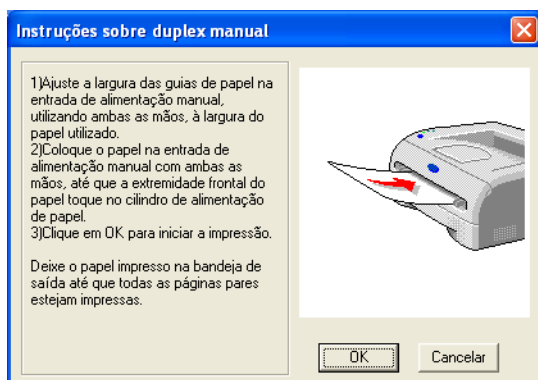 Instruções sobre duplex manual
1)Ajuste a largura das guias de papel na
entrada de alimentação manual,
utilizando ambas as mãos, à largura do
papel utilizado.
2)Coloque o papel na entrada de
alimentação manual com ambas as
mãos, até que a extremidade frontal do
papel toque no cilindro de alimentação
de papel.
3)Clique em OK para iniciar a impressão.
Deixe o papel impresso na bandeja de
saída até que todas as páginas pares
estejam impressas.
OK
Cancelar